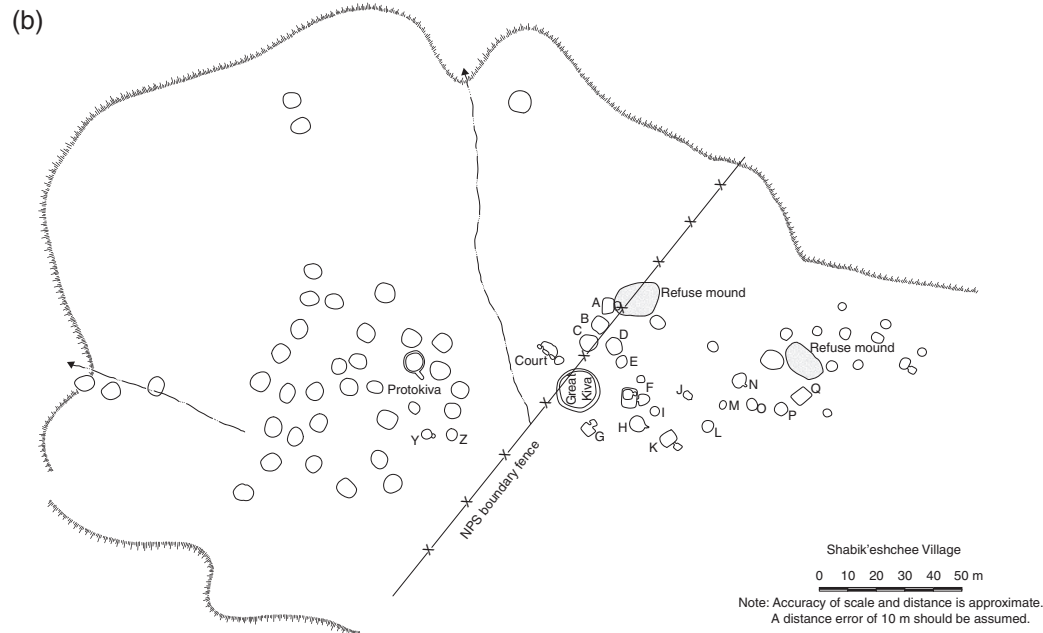 (b)
A
Refuse mound
B
C
D
Court
E
Refuse mound
Protokiva
Great
Kiva
F
J
N
Q
I
M
O
P
Y
Z
G
H
K
L
NPS boundary fence
Shabik'eshchee Village
0 10 20 30 40 50 m
Note: Accuracy of scale and distance is approximate.
A distance error of 10 m should be assumed.